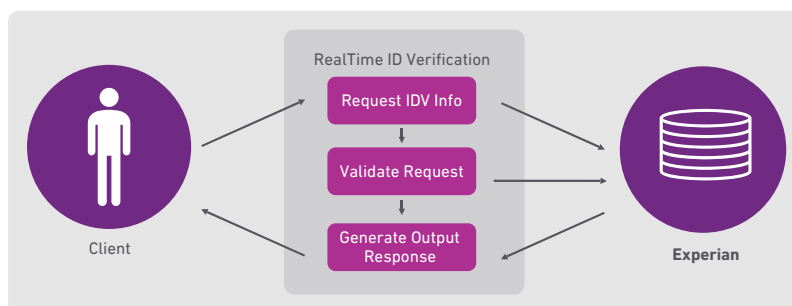 RealTime ID Verification
Request IDV Info
Validate Request
Generate Output
Response
Client
Experian